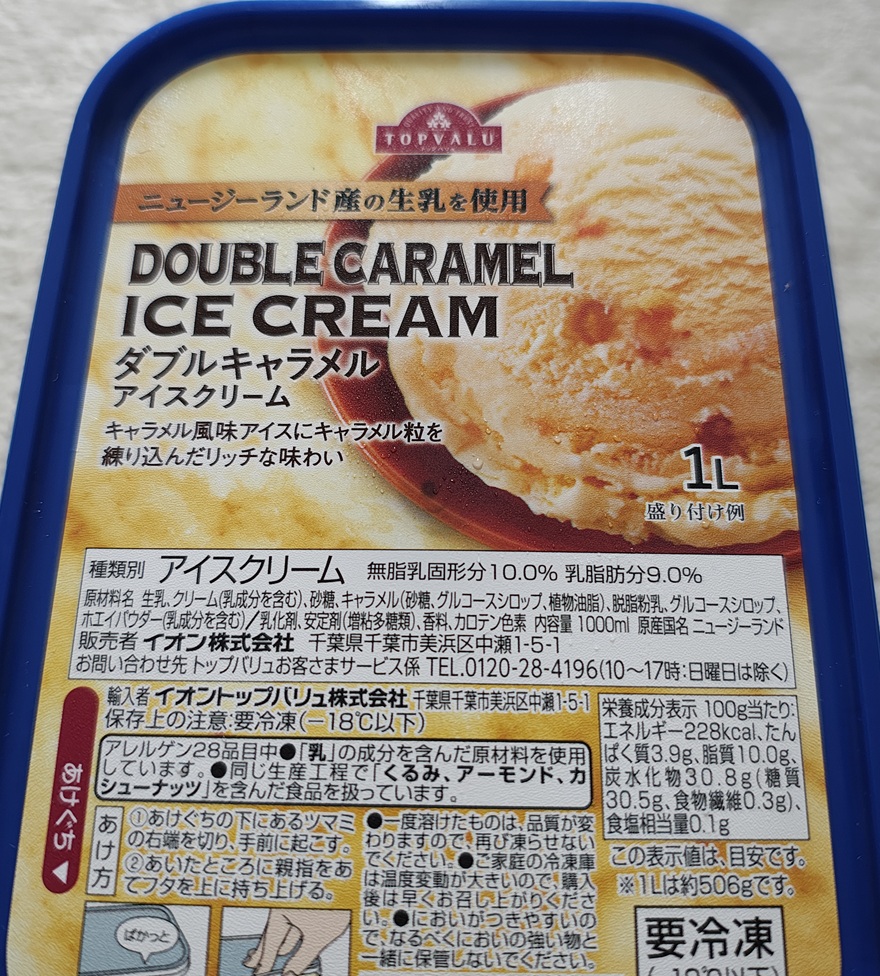 TOPVALU
トップバリュ
ニュージーランド産の生乳を使用
DOUBLE CARAMEL
ICE CREAM
ダブルキャラメル
アイスクリーム
キャラメル風味アイスにキャラメル粒を
練り込んだリッチな味わい
1L
盛り付け例
種類別 アイスクリーム 無脂乳固形分10.0% 乳脂肪分9.0%
原材料名 生乳、クリーム(乳成分を含む)、砂糖、キャラメル(砂糖、グルコースシロップ、植物油脂)、脱脂粉乳、グルコースシロップ、
ホエイパウダー(乳成分を含む)/乳化剤、安定剤(増粘多糖類)、香料、カロテン色素 内容量 1000ml 原産国名 ニュージーランド
販売者 イオン株式会社 千葉県千葉市美浜区中瀬1-5-1
お問い合わせ先 トップバリュお客さまサービス係 TEL.0120-28-4196(10〜17時:日曜日は除く)
輸入者 イオントップバリュ株式会社 千葉県千葉市美浜区中瀬1-5-1
保存上の注意:要冷凍(−18℃以下)
アレルゲン28品目中●「乳」の成分を含んだ原材料を使用
しています。●同じ生産工程で「くるみ、アーモンド、カ
シューナッツ」を含んだ食品を扱っています。
栄養成分表示 100g当たり:
エネルギー228kcal、たん
ぱく質3.9g、脂質10.0g、
炭水化物30.8g(糖質
30.5g、食物繊維0.3g)、
食塩相当量0.1g
この表示値は、目安です。
※1Lは約506gです。
あけぐち
あけ方
①あけぐちの下にあるツマミ
の右端を切り、手前に起こす。
②あいたところに親指をあ
てフタを上に持ち上げる。
ぱかっと
●一度溶けたものは、品質が変
わりますので、再び凍らせない
でください。●ご家庭の冷凍庫
は温度変動が大きいので、購入
後は早くお召し上がりくださ
い。●においがつきやすいの
で、なるべくにおいの強い物と
一緒に保管しないでください。
要冷凍